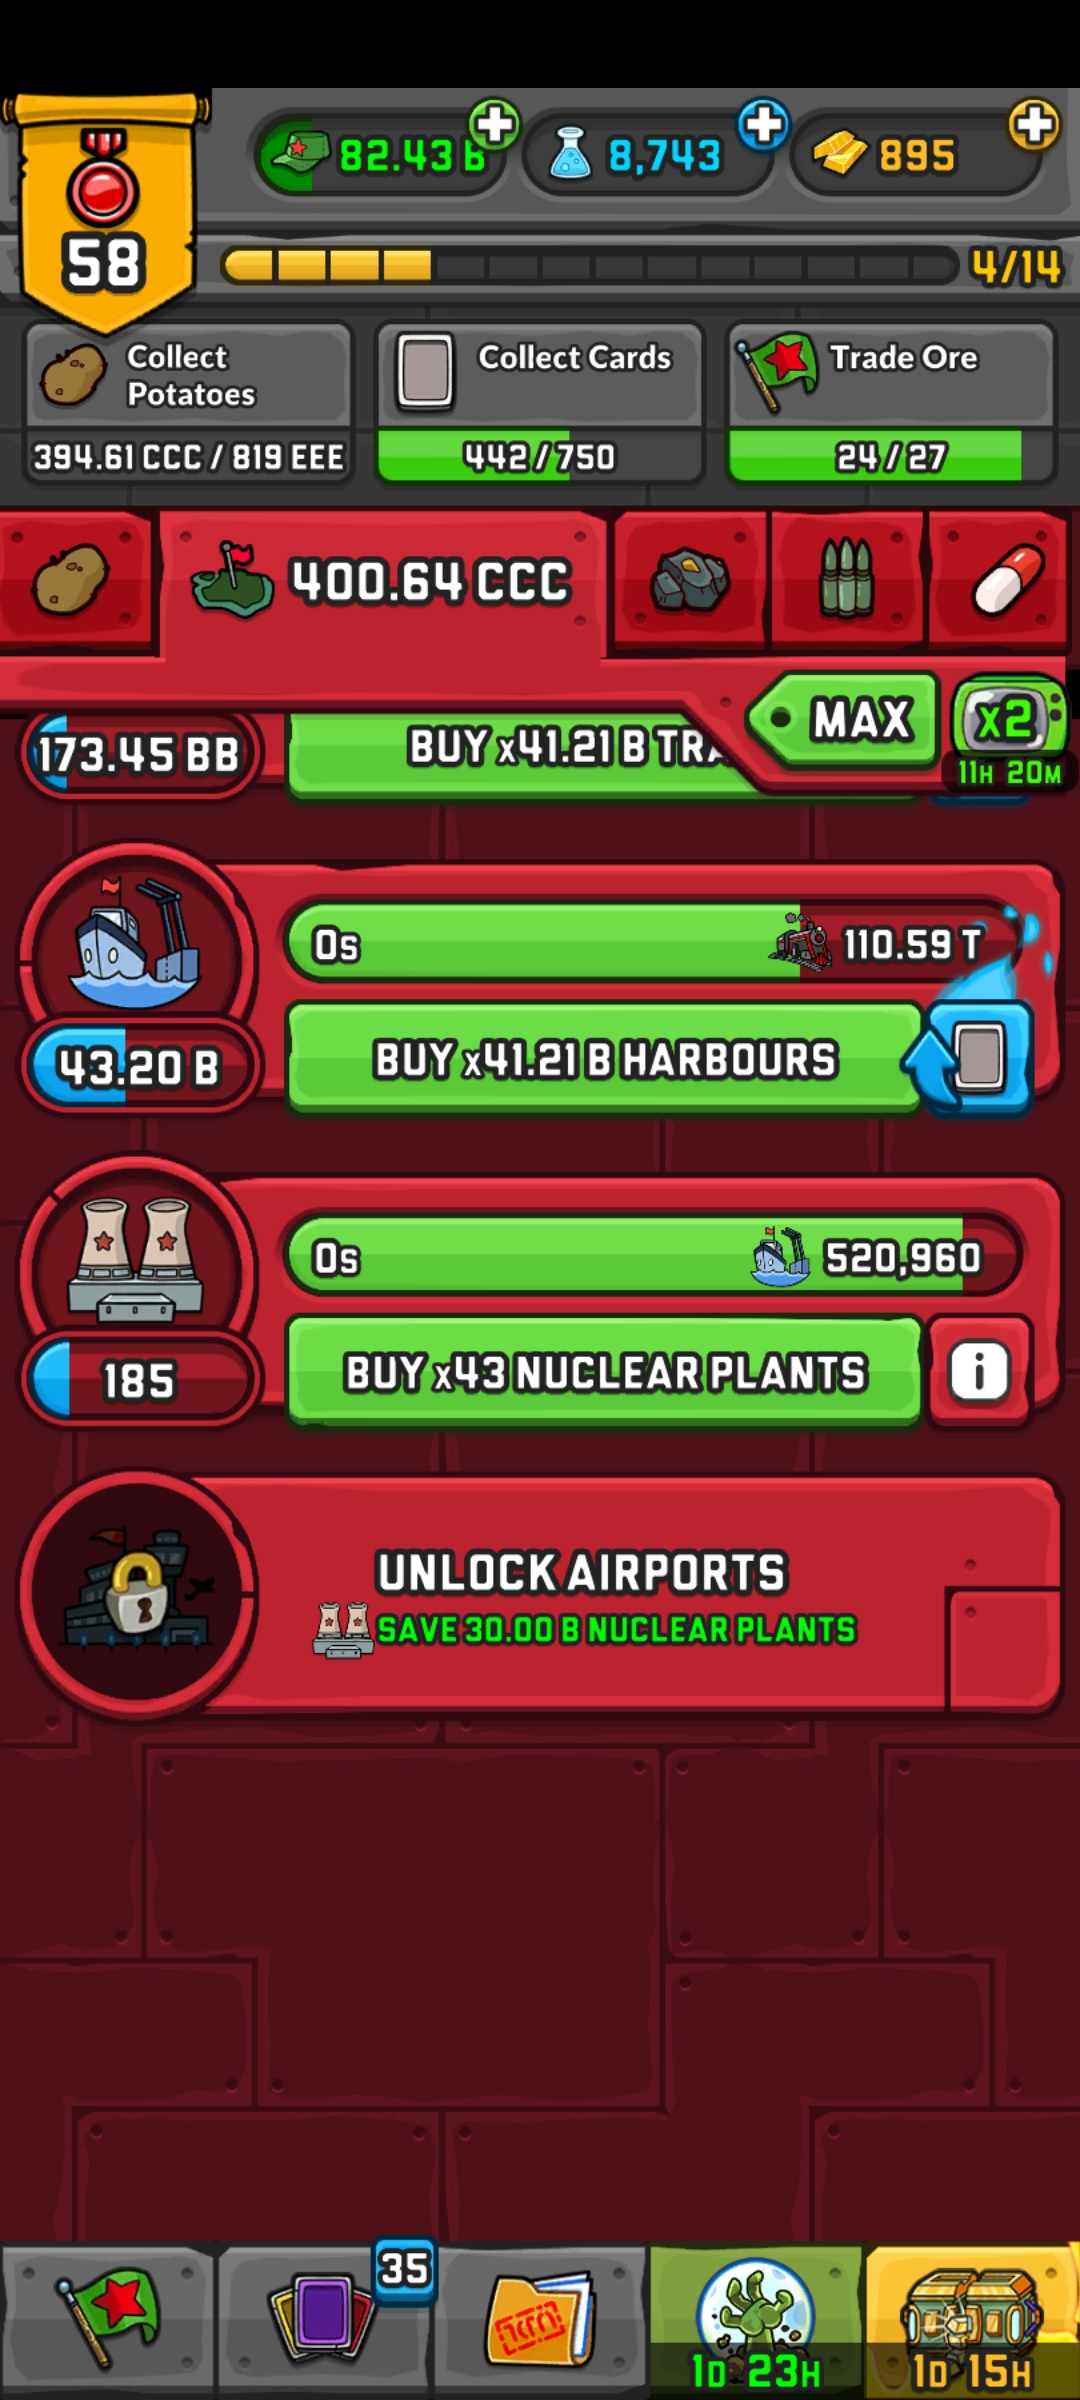 58
82.43 B
8,743
895
4/14
Collect
Potatoes
394.61 CCC / 819 EEE
Collect Cards
442/750
Trade Ore
24/27
400.64 CCC
MAX
x2
11H 20M
173.45 BB
BUY x41.21 B
0s
110.59 T
43.20 B
BUY x41.21 B HARBOURS
0s
520,960
185
BUY x43 NUCLEAR PLANTS
i
UNLOCK AIRPORTS
SAVE 30.00 B NUCLEAR PLANTS
35
1D 23H
1D 15H